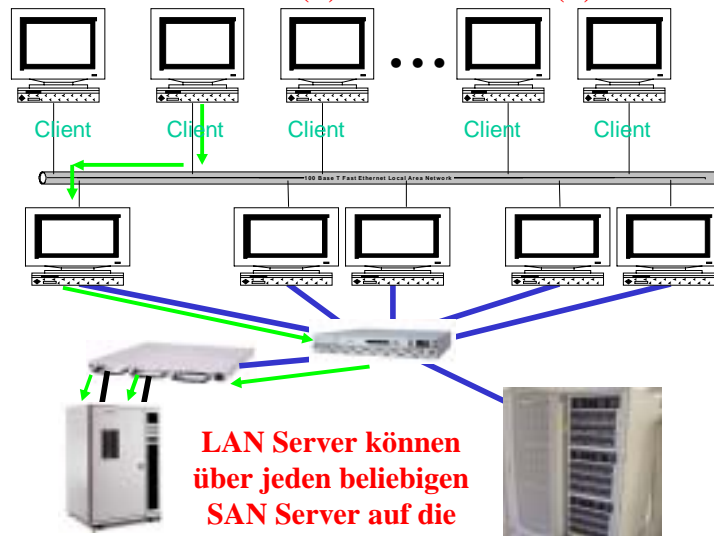 Client Client Client Client Client
100 Base T Fast Ethernet Local Area Network
LAN Server können
über jeden beliebigen
SAN Server auf die